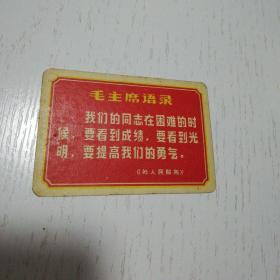 毛主席语录
我们的同志在困难的时
候，要看到成绩，要看到光
明，要提高我们的勇气。
《为人民服务》